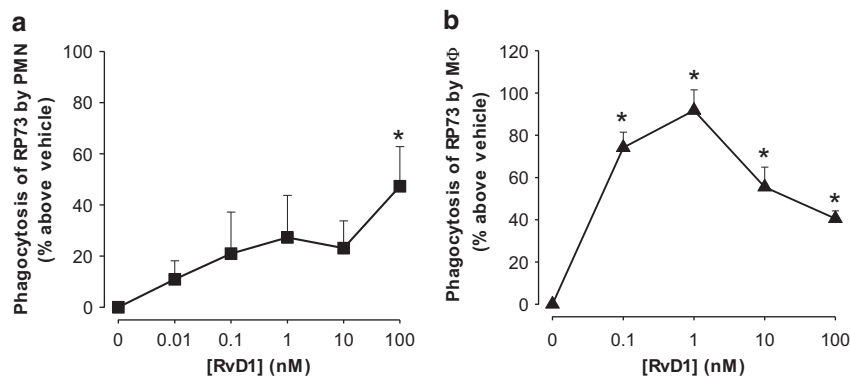 a
Phagocytosis of RP73 by PMN
(% above vehicle)
100
80
60
40
20
0
*
0 0.01 0.1 1 10 100
[RvD1] (nM)
b
Phagocytosis of RP73 by MΦ
(% above vehicle)
120
100
80
60
40
20
0
* * * *
0 0.1 1 10 100
[RvD1] (nM)